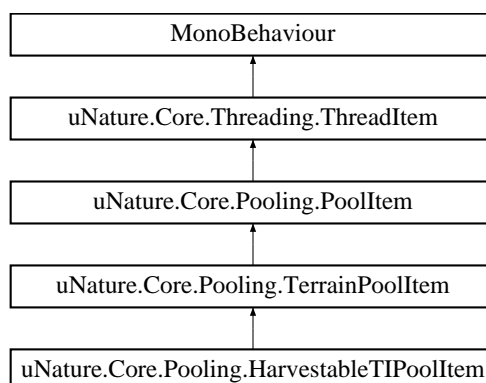 MonoBehaviour
uNature.Core.Threading.ThreadItem
uNature.Core.Pooling.PoolItem
uNature.Core.Pooling.TerrainPoolItem
uNature.Core.Pooling.HarvestableTIPoolItem